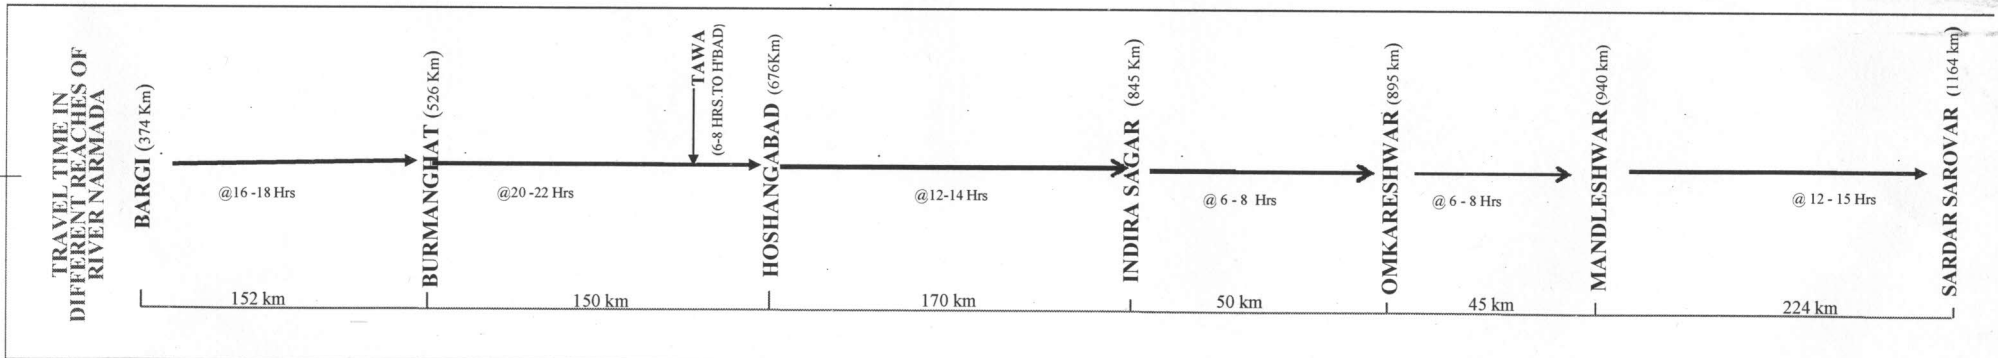 TRAVEL TIME IN
DIFFERENT REACHES OF
RIVER NARMADA
BARGI (374 Km)
@16 -18 Hrs
BURMANGHAT (526 Km)
@20 -22 Hrs
TAWA
(6-8 HRS.TO H'BAD)
HOSHANGABAD (676Km)
@12-14 Hrs
INDIRA SAGAR (845 Km)
@ 6 - 8 Hrs
OMKARESHWAR (895 km)
@ 6 - 8 Hrs
MANDLESHWAR (940 km)
@ 12 - 15 Hrs
SARDAR SAROVAR (1164 km)
152 km
150 km
170 km
50 km
45 km
224 km